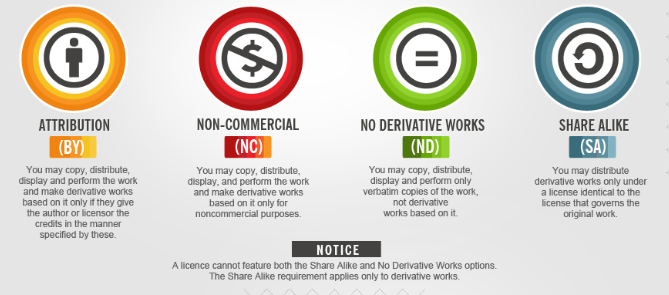 ATTRIBUTION
(BY)
You may copy, distribute,
display and perform the work
and make derivative works
based on it only if they give
the author or licensor the
credits in the manner
specified by these.
NON-COMMERCIAL
(NC)
You may copy, distribute,
display, and perform the work
and make derivative works
based on it only for
noncommercial purposes.
NO DERIVATIVE WORKS
(ND)
You may copy, distribute,
display and perform only
verbatim copies of the work,
not derivative
works based on it.
SHARE ALIKE
(SA)
You may distribute
derivative works only under
a license identical to the
license that governs the
original work.
NOTICE
A licence cannot feature both the Share Alike and No Derivative Works options.
The Share Alike requirement applies only to derivative works.